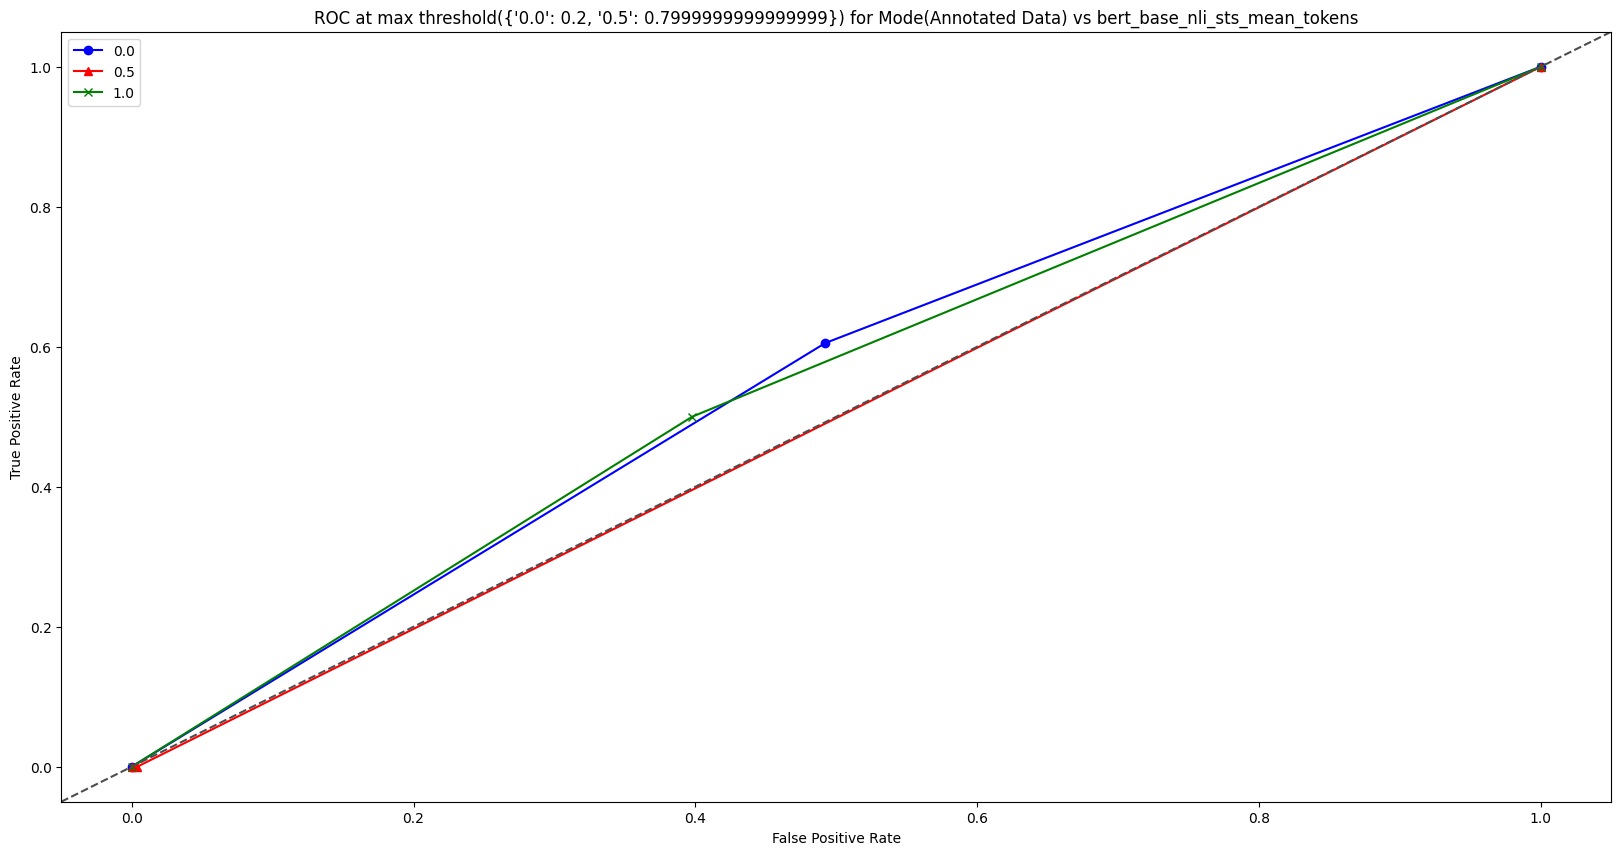 ROC at max threshold({'0.0': 0.2, '0.5': 0.7999999999999999}) for Mode(Annotated Data) vs bert_base_nli_sts_mean_tokens
0.0
0.5
1.0
1.0
0.8
0.6
0.4
0.2
0.0
True Positive Rate
0.0 0.2 0.4 0.6 0.8 1.0
False Positive Rate